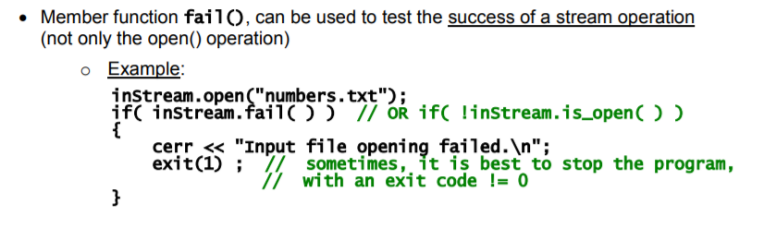 • Member function fail(), can be used to test the success of a stream operation
(not only the open() operation)
o Example:
inStream.open("numbers.txt");
if( inStream.fail( ) ) // OR if( !inStream.is_open( ) )
{
cerr << "Input file opening failed.\n";
exit(1) ; // sometimes, it is best to stop the program,
// with an exit code != 0
}